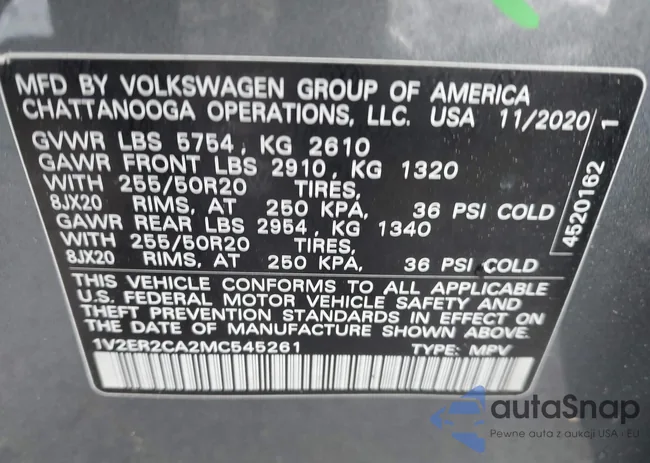 MFD BY VOLKSWAGEN GROUP OF AMERICA
CHATTANOOGA OPERATIONS, LLC. USA 11/2020
GVWR LBS 5754, KG 2610
GAWR FRONT LBS 2910, KG 1320
WITH 255/50R20 TIRES,
8JX20 RIMS, AT 250 KPA, 36 PSI COLD
GAWR REAR LBS 2954, KG 1340
WITH 255/50R20 TIRES,
8JX20 RIMS, AT 250 KPA, 36 PSI COLD
THIS VEHICLE CONFORMS TO ALL APPLICABLE
U.S. FEDERAL MOTOR VEHICLE SAFETY AND
THEFT PREVENTION STANDARDS IN EFFECT ON
THE DATE OF MANUFACTURE SHOWN ABOVE.
1V2ER2CA2MC545261 TYPE: MPV
4520162 1
autaSnap
Pewne auta z aukcji USA i EU